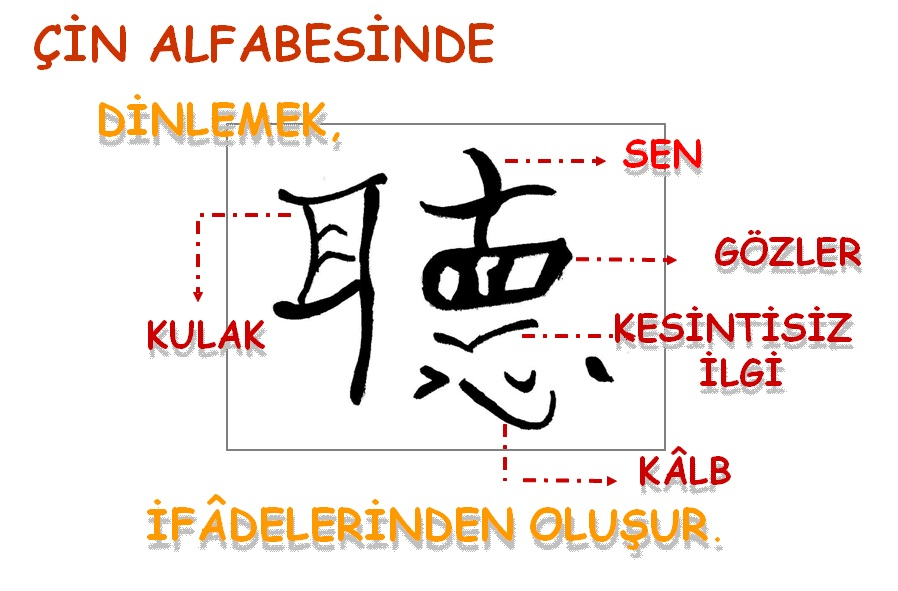 ÇİN ALFABESİNDE
DİNLEMEK,
聽
SEN
GÖZLER
KULAK
KESİNTİSİZ
İLGİ
KÂLB
İFÂDELERİNDEN OLUŞUR.